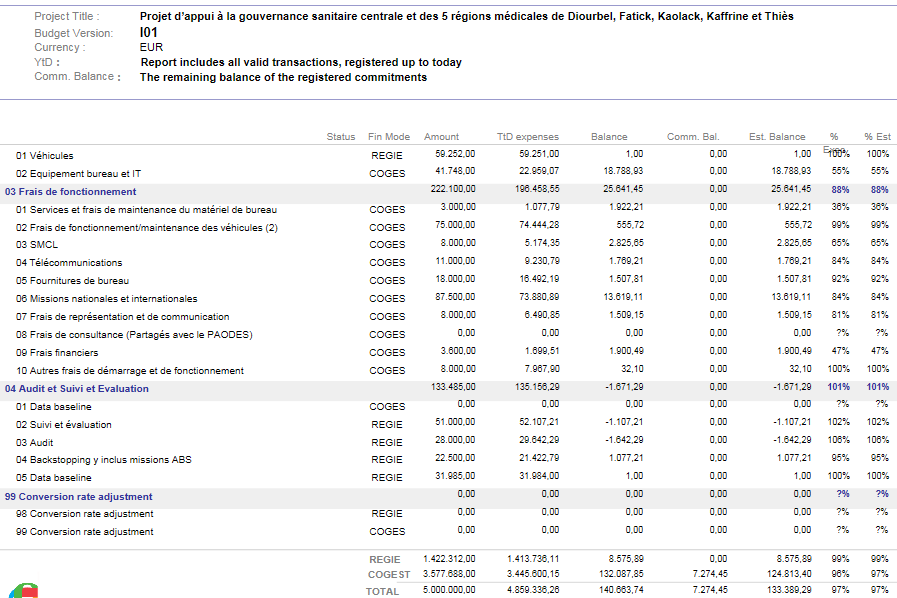 Project Title : Projet d'appui à la gouvernance sanitaire centrale et des 5 régions médicales de Diourbel, Fatick, Kaolack, Kaffrine et Thiès
Budget Version: I01
Currency : EUR
YtD : Report includes all valid transactions, registered up to today
Comm. Balance : The remaining balance of the registered commitments
Status Fin Mode Amount TtD expenses Balance Comm. Bal. Est. Balance % Exec % Est
01 Véhicules REGIE 59.252,00 59.251,00 1,00 0,00 1,00 100% 100%
02 Equipement bureau et IT COGES 41.748,00 22.959,07 18.788,93 0,00 18.788,93 55% 55%
03 Frais de fonctionnement 222.100,00 196.458,55 25.641,45 0,00 25.641,45 88% 88%
01 Services et frais de maintenance du matériel de bureau COGES 3.000,00 1.077,79 1.922,21 0,00 1.922,21 36% 36%
02 Frais de fonctionnement/maintenance des véhicules (2) COGES 75.000,00 74.444,28 555,72 0,00 555,72 99% 99%
03 SMCL COGES 8.000,00 5.174,35 2.825,65 0,00 2.825,65 65% 65%
04 Télécommunications COGES 11.000,00 9.230,79 1.769,21 0,00 1.769,21 84% 84%
05 Fournitures de bureau COGES 18.000,00 16.492,19 1.507,81 0,00 1.507,81 92% 92%
06 Missions nationales et internationales COGES 87.500,00 73.880,89 13.619,11 0,00 13.619,11 84% 84%
07 Frais de représentation et de communication COGES 8.000,00 6.490,85 1.509,15 0,00 1.509,15 81% 81%
08 Frais de consultance (Partagés avec le PAODES) COGES 0,00 0,00 0,00 0,00 0,00 ?% ?%
09 Frais financiers COGES 3.600,00 1.699,51 1.900,49 0,00 1.900,49 47% 47%
10 Autres frais de démarrage et de fonctionnement COGES 8.000,00 7.967,90 32,10 0,00 32,10 100% 100%
04 Audit et Suivi et Evaluation 133.485,00 135.156,29 -1.671,29 0,00 -1.671,29 101% 101%
01 Data baseline COGES 0,00 0,00 0,00 0,00 0,00 ?% ?%
02 Suivi et évaluation REGIE 51.000,00 52.107,21 -1.107,21 0,00 -1.107,21 102% 102%
03 Audit REGIE 28.000,00 29.642,29 -1.642,29 0,00 -1.642,29 106% 106%
04 Backstopping y inclus missions ABS REGIE 22.500,00 21.422,79 1.077,21 0,00 1.077,21 95% 95%
05 Data baseline REGIE 31.985,00 31.984,00 1,00 0,00 1,00 100% 100%
99 Conversion rate adjustment 0,00 0,00 0,00 0,00 0,00 ?% ?%
98 Conversion rate adjustment REGIE 0,00 0,00 0,00 0,00 0,00 ?% ?%
99 Conversion rate adjustment COGES 0,00 0,00 0,00 0,00 0,00 ?% ?%
REGIE 1.422.312,00 1.413.736,11 8.575,89 0,00 8.575,89 99% 99%
COGEST 3.577.688,00 3.445.600,15 132.087,85 7.274,45 124.813,40 96% 97%
TOTAL 5.000.000,00 4.859.336,26 140.663,74 7.274,45 133.389,29 97% 97%